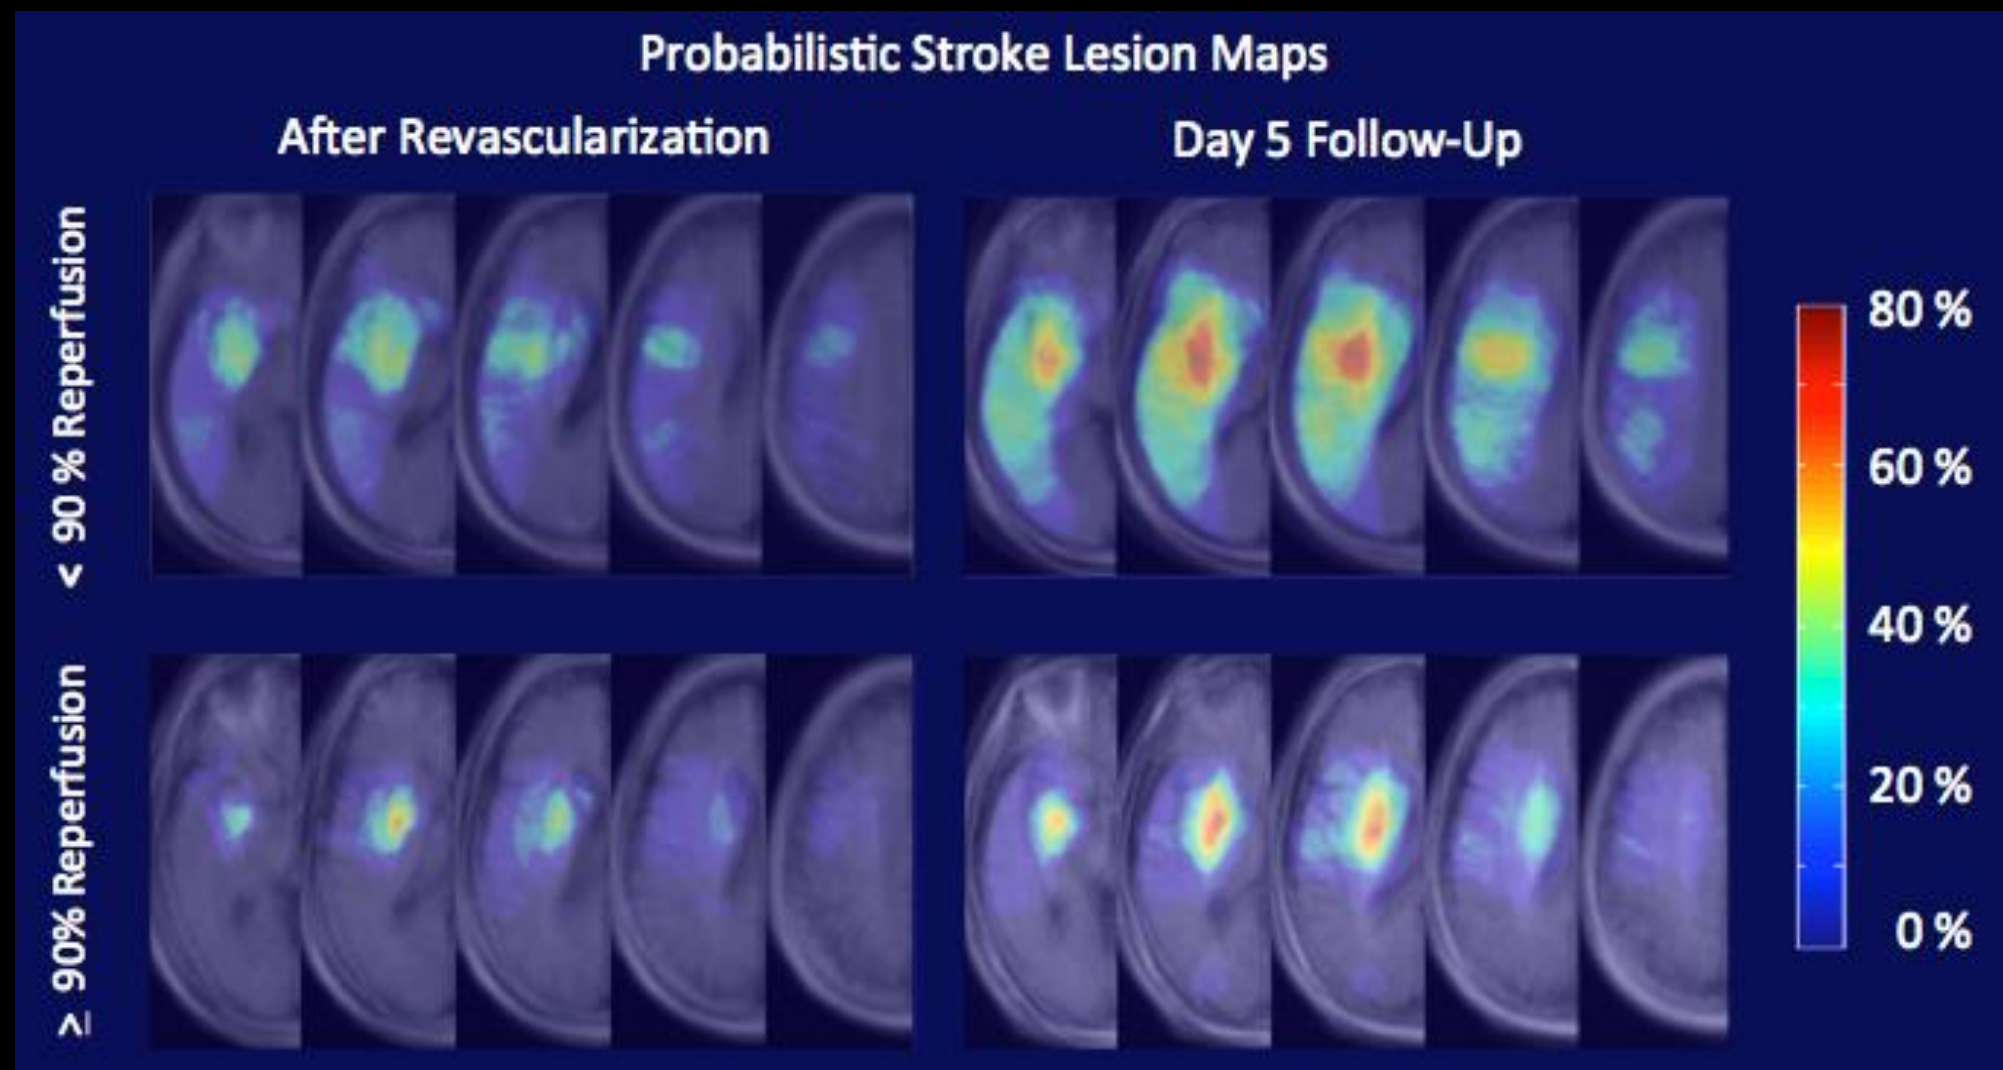 Probabilistic Stroke Lesion Maps
After Revascularization
Day 5 Follow-Up
< 90 % Reperfusion
≥ 90% Reperfusion
80 %
60 %
40 %
20 %
0 %